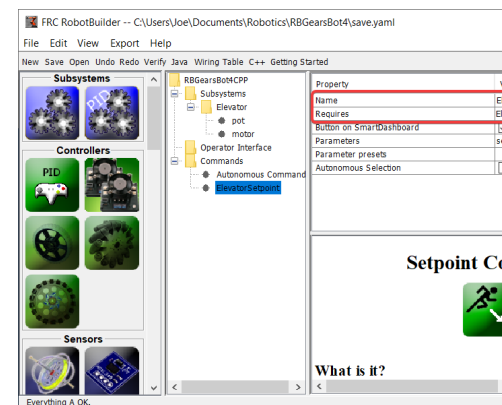 FRC RobotBuilder -- C:\Users\Joe\Documents\Robotics\RBGearsBot4\save.yaml
File Edit View Export Help
New Save Open Undo Redo Verify Java Wiring Table C++ Getting Started
Subsystems
PID
Controllers
PID
Sensors
RBGearsBot4CPP
Subsystems
Elevator
pot
motor
Operator Interface
Commands
Autonomous Command
ElevatorSetpoint
Property
Name
Requires
Button on SmartDashboard
Parameters
Parameter presets
Autonomous Selection
Setpoint
What is it?
Everything A OK.